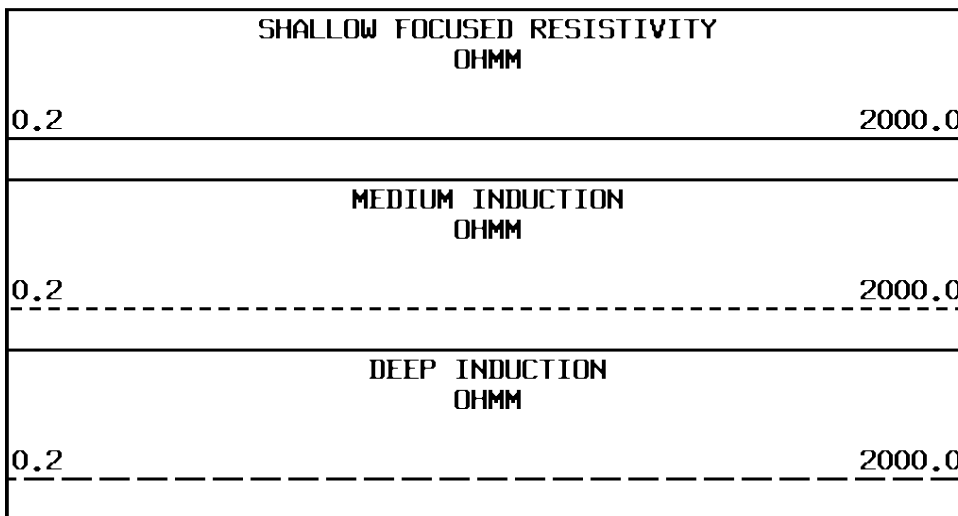 SHALLOW FOCUSED RESISTIVITY
OHMM
0.2 2000.0
MEDIUM INDUCTION
OHMM
0.2 2000.0
DEEP INDUCTION
OHMM
0.2 2000.0